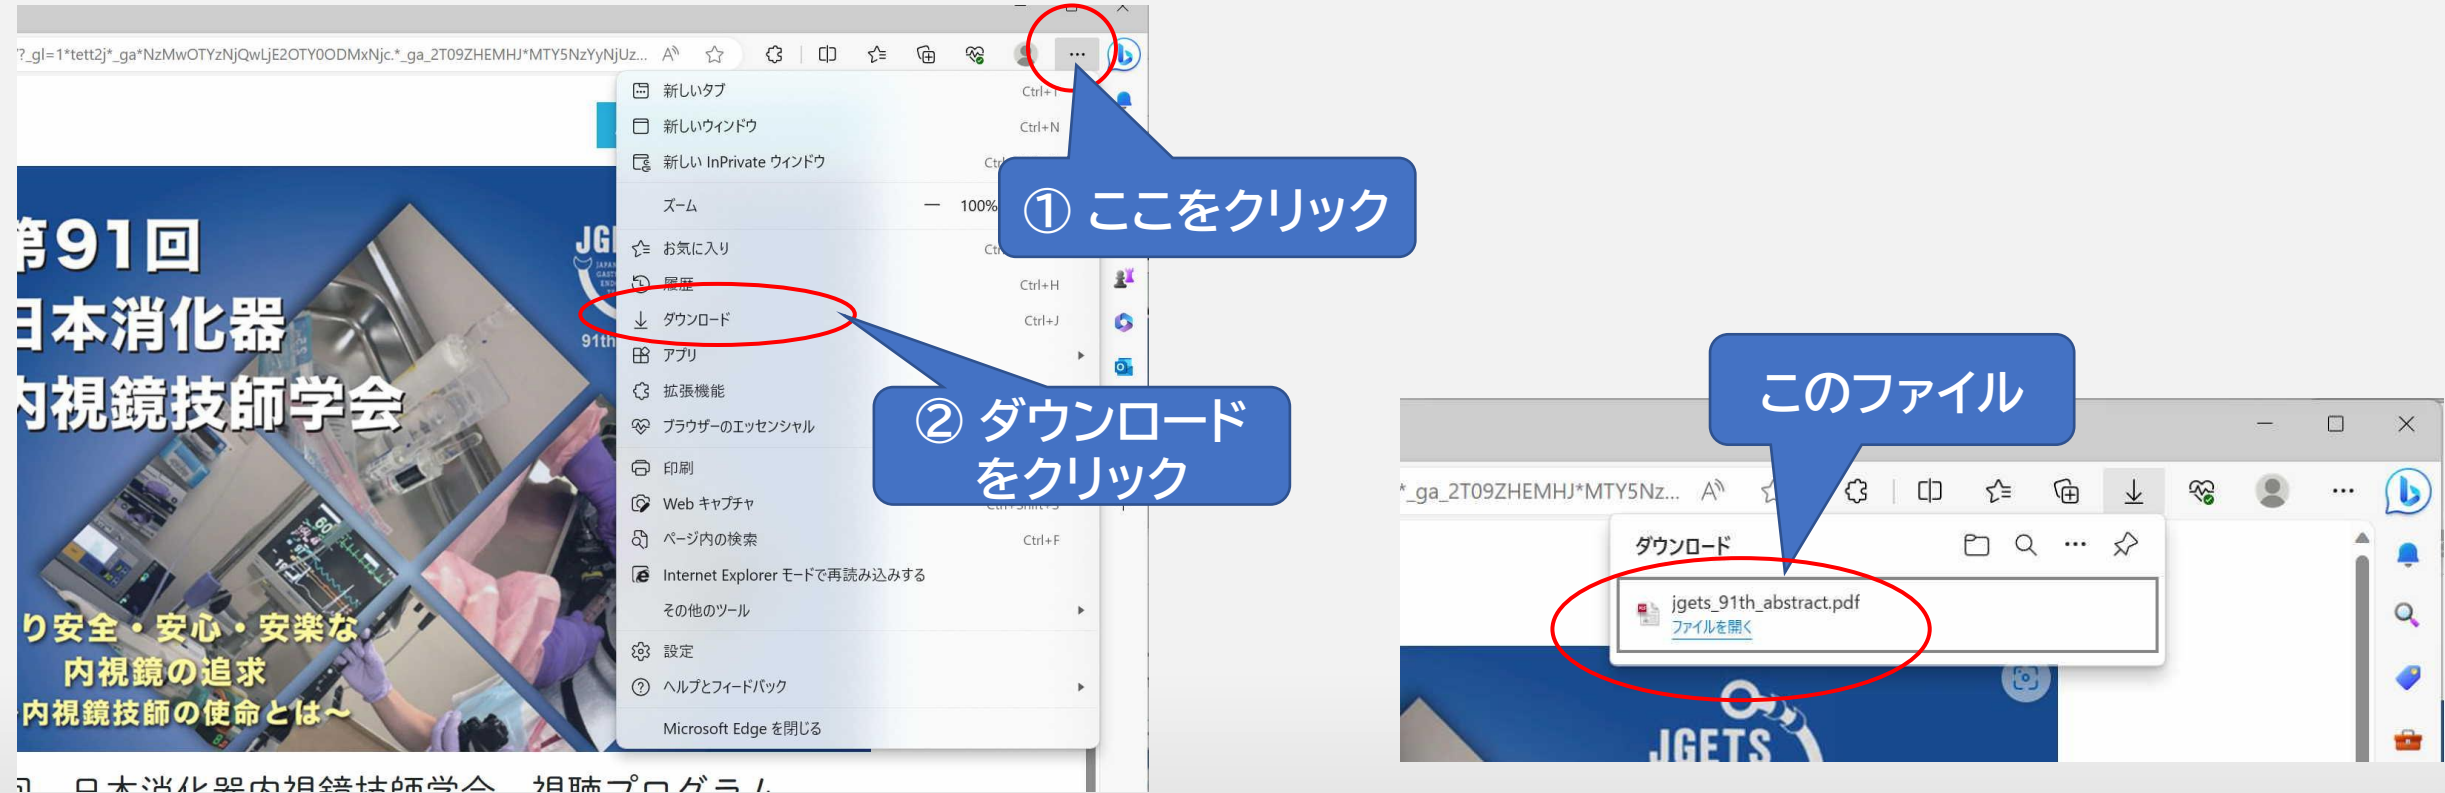 ?_gl=1*tett2j*_ga*NzMwOTYzNjQwLjE2OTY0ODMxNjc.*_ga_2T09ZHEMHJ*MTY5NzYyNjUz...
新しいタブ
新しいウィンドウ Ctrl+N
新しい InPrivate ウィンドウ
ズーム — 100%
お気に入り
履歴 Ctrl+H
ダウンロード Ctrl+J
アプリ
拡張機能
ブラウザーのエッセンシャル
印刷
Web キャプチャ
ページ内の検索 Ctrl+F
Internet Explorer モードで再読み込みする
その他のツール
設定
ヘルプとフィードバック
Microsoft Edge を閉じる
① ここをクリック
② ダウンロード
をクリック
第91回
日本消化器
内視鏡技師学会
り安全・安心・安楽な
内視鏡の追求
内視鏡技師の使命とは～
91th
日本消化器内視鏡技師学会 視聴プログラム
このファイル
*_ga_2T09ZHEMHJ*MTY5Nz...
ダウンロード
jgets_91th_abstract.pdf
ファイルを開く
JGETS